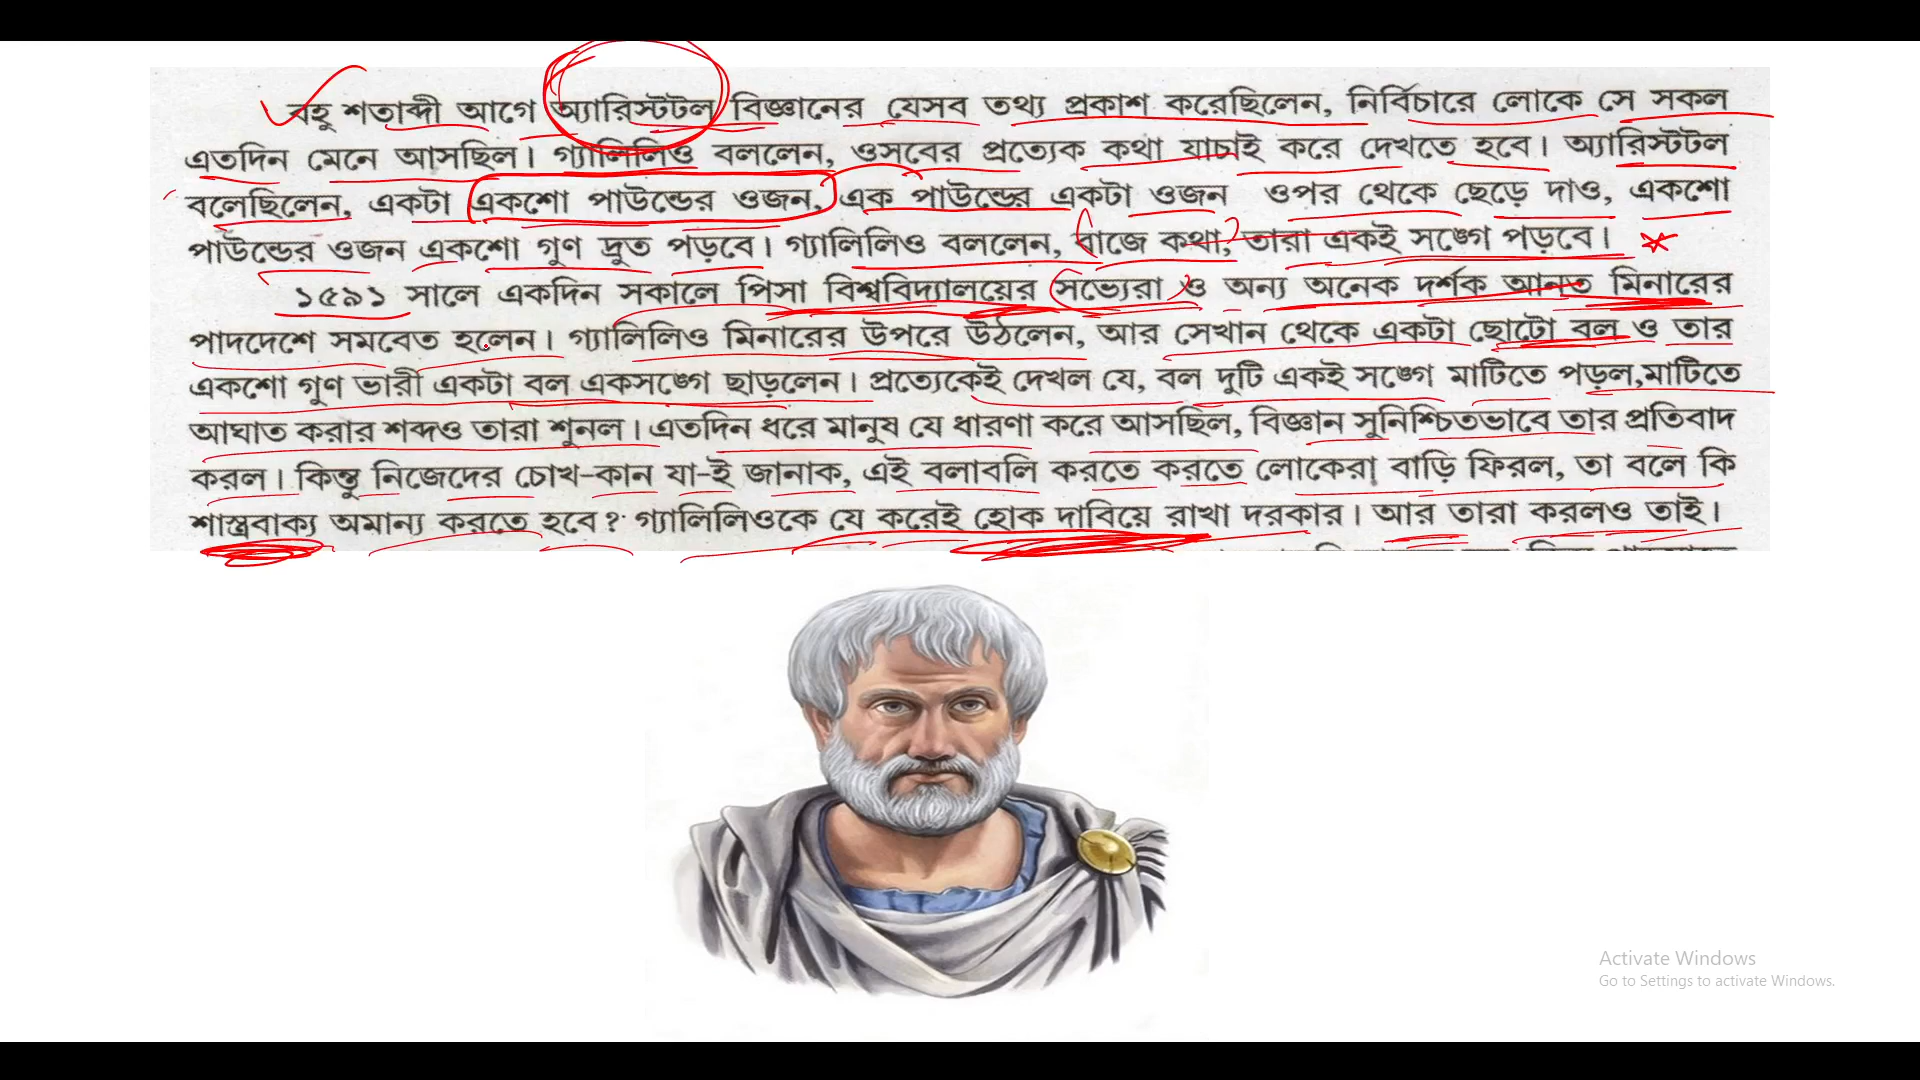 বহু শতাব্দী আগে অ্যারিস্টটল বিজ্ঞানের যেসব তথ্য প্রকাশ করেছিলেন, নির্বিচারে লোকে সে সকল
এতদিন মেনে আসছিল। গ্যালিলিও বললেন, ওসবের প্রত্যেক কথা যাচাই করে দেখতে হবে। অ্যারিস্টটল
বলেছিলেন, একটা একশো পাউন্ডের ওজন, এক পাউন্ডের একটা ওজন ওপর থেকে ছেড়ে দাও, একশো
পাউন্ডের ওজন একশো গুণ দ্রুত পড়বে। গ্যালিলিও বললেন, বাজে কথা, তারা একই সঙ্গে পড়বে।
১৫৯১ সালে একদিন সকালে পিসা বিশ্ববিদ্যালয়ের সভ্যেরা ও অন্য অনেক দর্শক আনত মিনারের
পাদদেশে সমবেত হলেন। গ্যালিলিও মিনারের উপরে উঠলেন, আর সেখান থেকে একটা ছোটো বল ও তার
একশো গুণ ভারী একটা বল একসঙ্গে ছাড়লেন। প্রত্যেকেই দেখল যে, বল দুটি একই সঙ্গে মাটিতে পড়ল,মাটিতে
আঘাত করার শব্দও তারা শুনল। এতদিন ধরে মানুষ যে ধারণা করে আসছিল, বিজ্ঞান সুনিশ্চিতভাবে তার প্রতিবাদ
করল। কিন্তু নিজেদের চোখ-কান যা-ই জানাক, এই বলাবলি করতে করতে লোকেরা বাড়ি ফিরল, তা বলে কি
শাস্ত্রবাক্য অমান্য করতে হবে? গ্যালিলিওকে যে করেই হোক দাবিয়ে রাখা দরকার। আর তারা করলও তাই।
Activate Windows
Go to Settings to activate Windows.